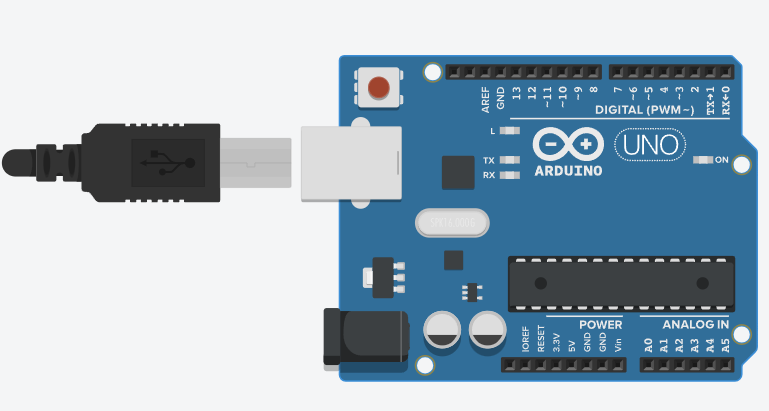 AREF
GND
13
12
~11
~10
~9
8
7
~6
~5
4
~3
2
TX→1
RX←0
DIGITAL (PWM~)
L
TX
RX
ARDUINO
UNO
ON
POWER
ANALOG IN
IOREF
RESET
3.3V
5V
GND
GND
Vin
A0
A1
A2
A3
A4
A5